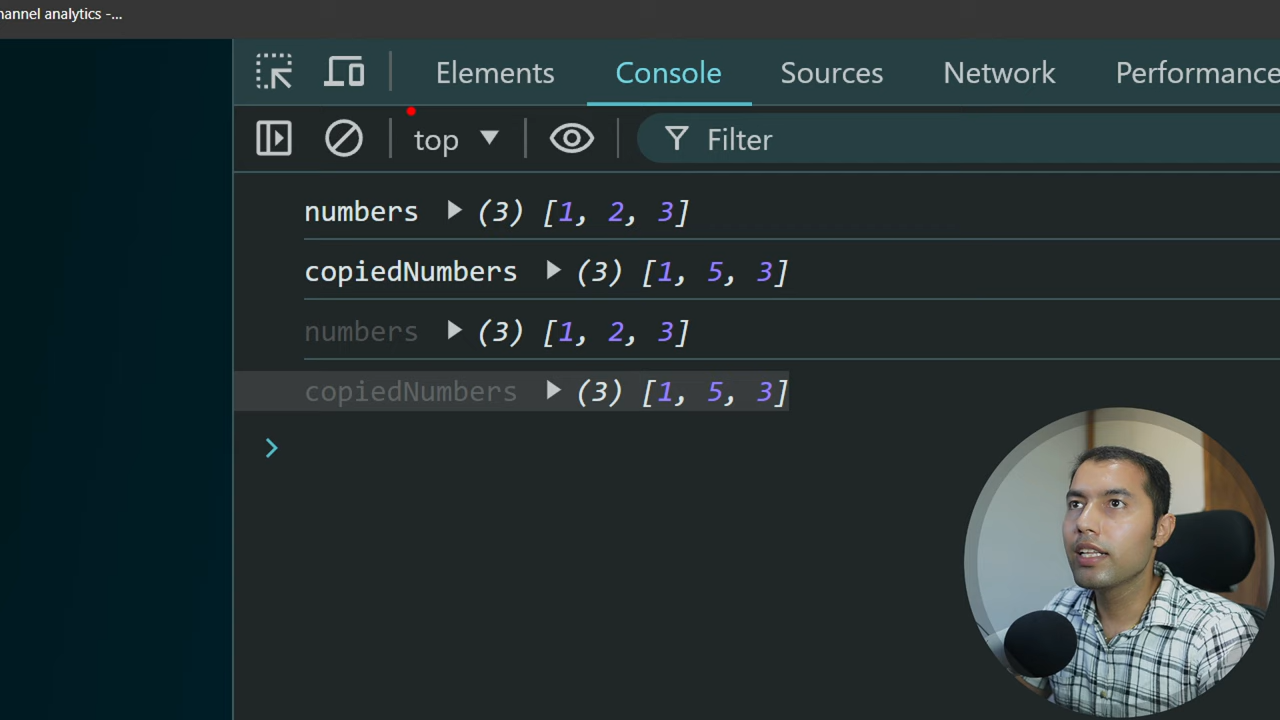 hannel analytics -...
Elements Console Sources Network Performance
top Filter
numbers (3) [1, 2, 3]
copiedNumbers (3) [1, 5, 3]
numbers (3) [1, 2, 3]
copiedNumbers (3) [1, 5, 3]